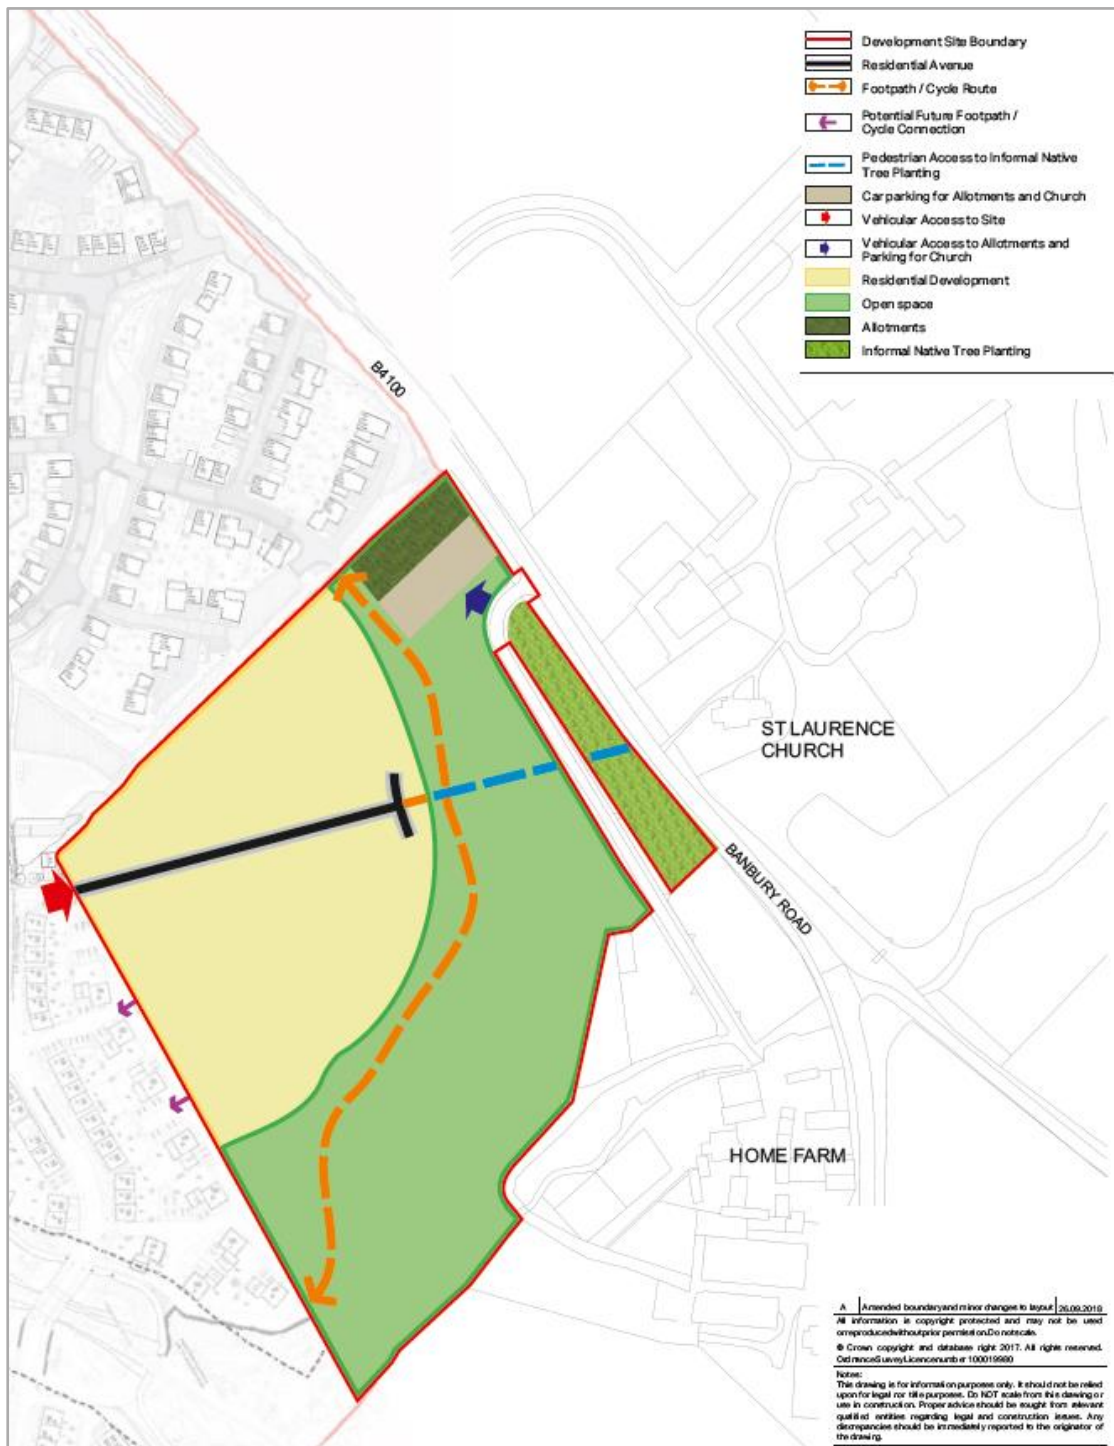 Development Site Boundary
Residential Avenue
Footpath / Cycle Route
Potential Future Footpath /
Cycle Connection
Pedestrian Access to Informal Native
Tree Planting
Car parking for Allotments and Church
Vehicular Access to Site
Vehicular Access to Allotments and
Parking for Church
Residential Development
Open space
Allotments
Informal Native Tree Planting
B4100
ST LAURENCE
CHURCH
BANBURY ROAD
HOME FARM
A Amended boundary and minor changes to layout 26.09.2018
All information is copyright protected and may not be used
or reproduced without prior permission. Do not scale.
© Crown copyright and database right 2017. All rights reserved.
Ordnance Survey Licence number 100019980
Notes:
This drawing is for information purposes only. It should not be relied
upon for legal nor title purposes. Do NOT scale from this drawing or
use in construction. Proper advice should be sought from relevant
qualified entities regarding legal and construction issues. Any
discrepancies should be immediately reported to the originator of
the drawing.